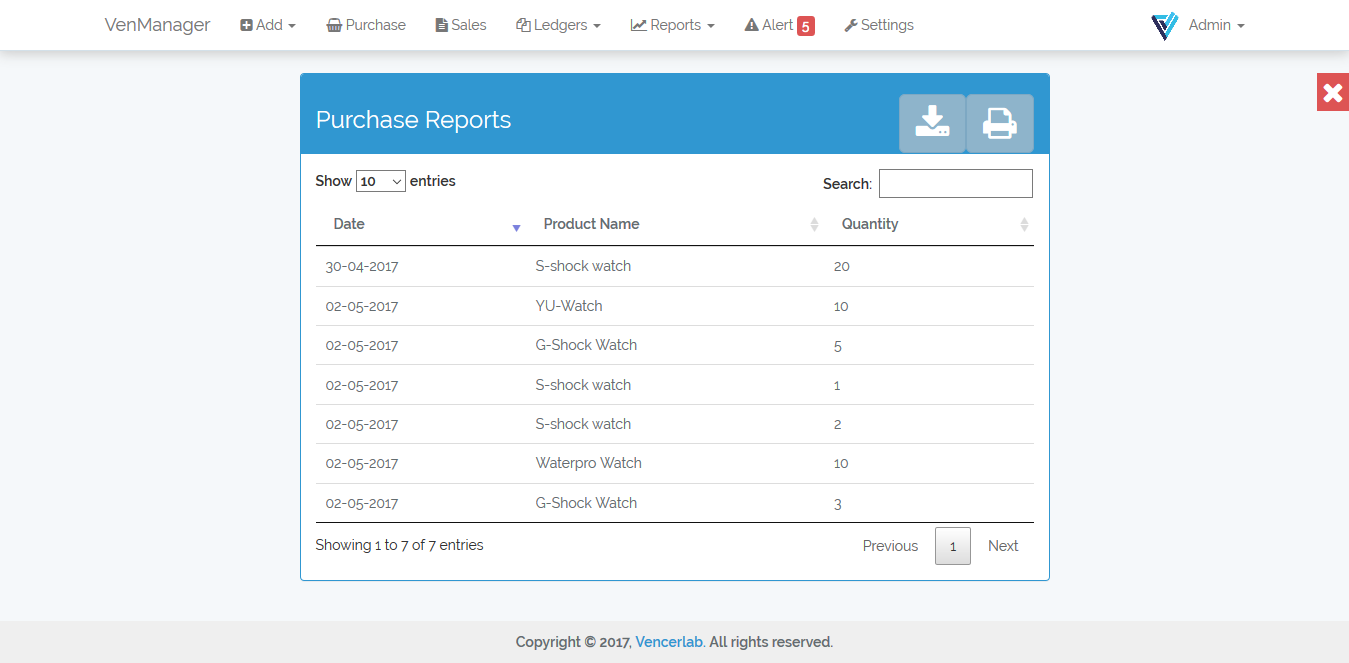 VenManager Add Purchase Sales Ledgers Reports Alert 5 Settings Admin
Purchase Reports
Show 10 entries Search:
Date Product Name Quantity
30-04-2017 S-shock watch 20
02-05-2017 YU-Watch 10
02-05-2017 G-Shock Watch 5
02-05-2017 S-shock watch 1
02-05-2017 S-shock watch 2
02-05-2017 Waterpro Watch 10
02-05-2017 G-Shock Watch 3
Showing 1 to 7 of 7 entries Previous 1 Next
Copyright © 2017, Vencerlab. All rights reserved.